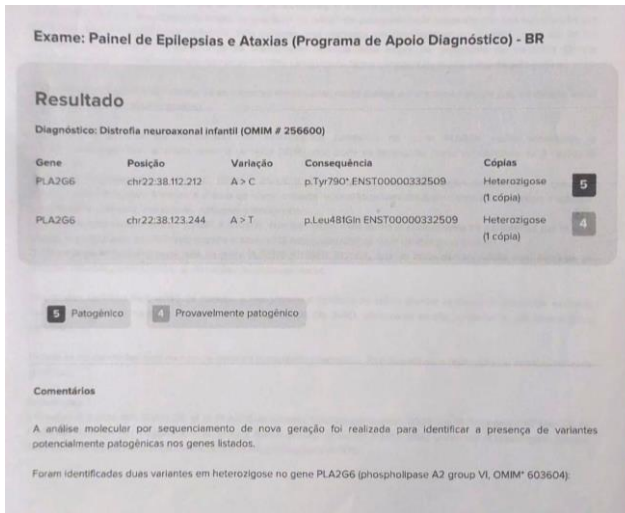 Exame: Painel de Epilepsias e Ataxias (Programa de Apoio Diagnóstico) - BR
Resultado
Diagnóstico: Distrofia neuroaxonal infantil (OMIM # 256600)
Gene Posição Variação Consequência Cópias
PLA2G6 chr22:38.112.212 A > C p.Tyr790* ENST00000332509 Heterozigose 5
(1 cópia)
PLA2G6 chr22:38.123.244 A > T p.Leu481Gln ENST00000332509 Heterozigose 4
(1 cópia)
5 Patogênico 4 Provavelmente patogênico
Comentários
A análise molecular por sequenciamento de nova geração foi realizada para identificar a presença de variantes
potencialmente patogênicas nos genes listados.
Foram identificadas duas variantes em heterozigose no gene PLA2G6 (phospholipase A2 group VI, OMIM* 603604):